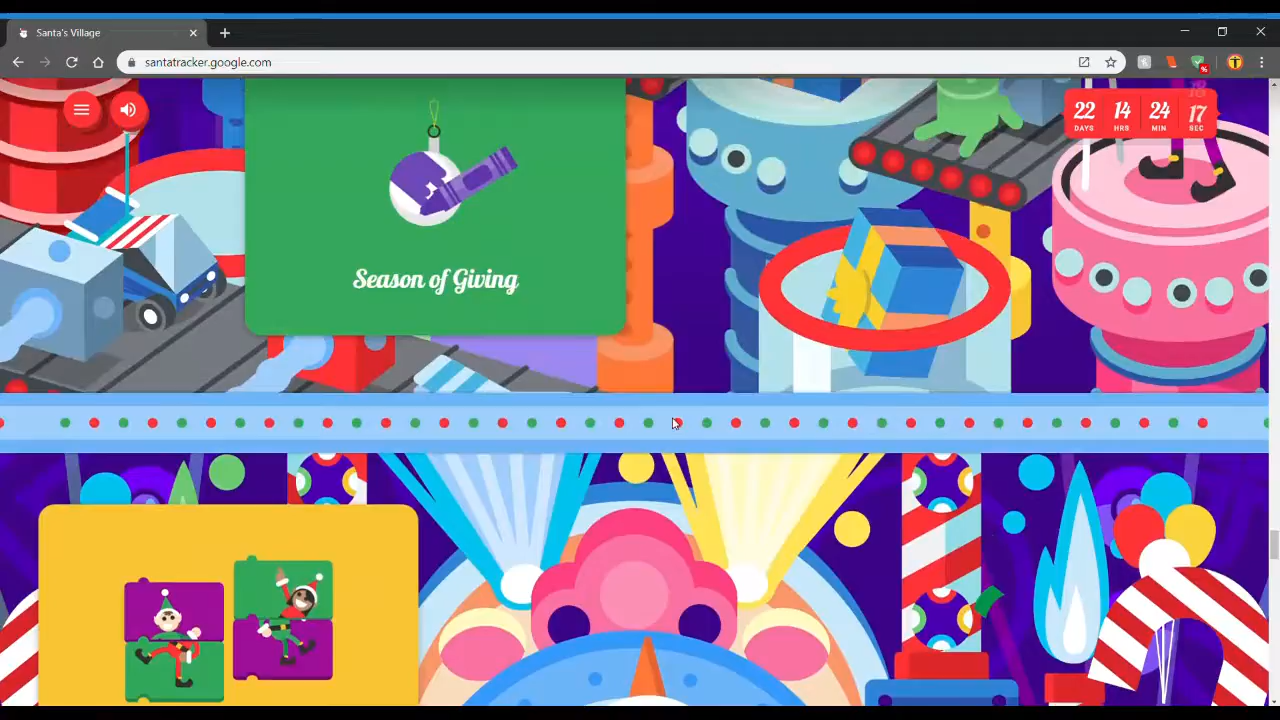 Santa's Village
santatracker.google.com
22 14 24 17
DAYS HRS MIN SEC
Season of Giving